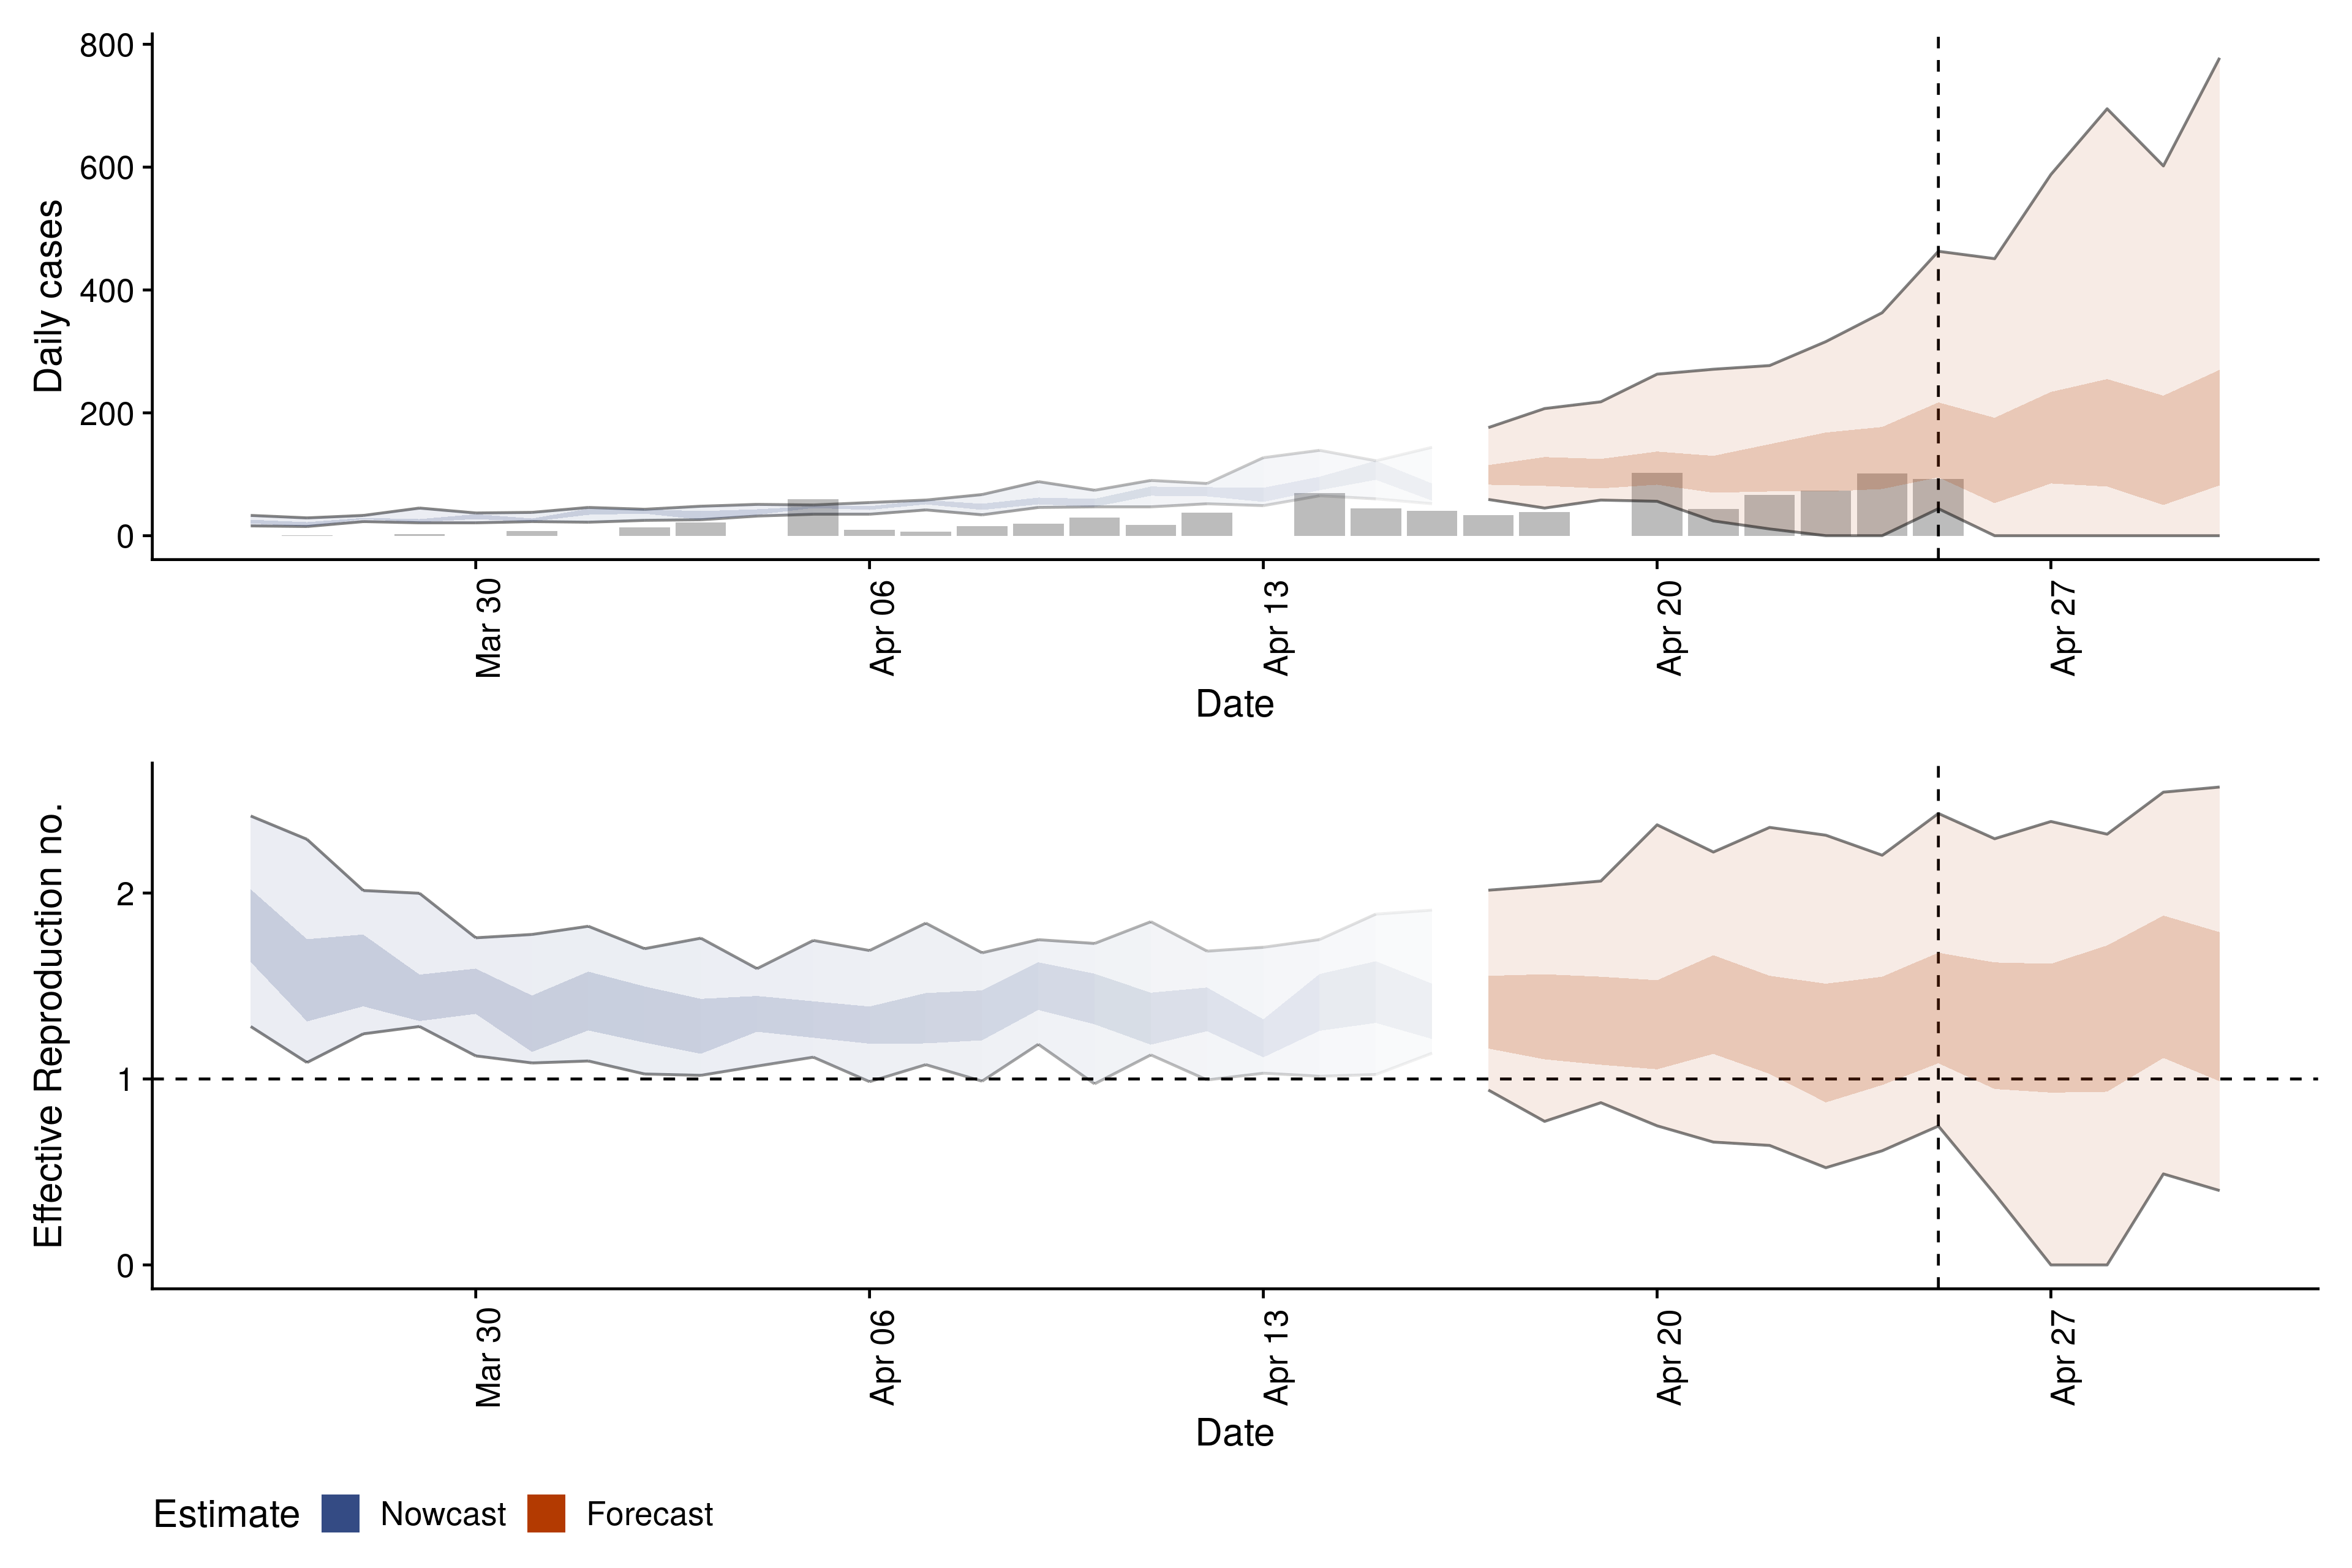 800
600
400
200
0
Daily cases
Mar 30
Apr 06
Apr 13
Apr 20
Apr 27
Date
2
1
0
Effective Reproduction no.
Mar 30
Apr 06
Apr 13
Apr 20
Apr 27
Date
Estimate Nowcast Forecast